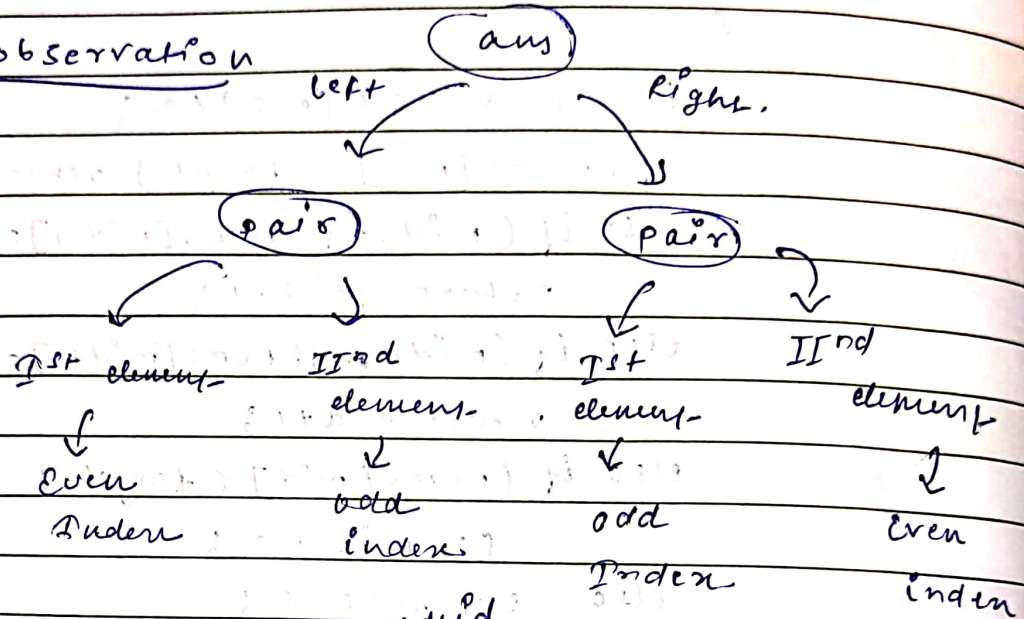 observation ans
left Right.
pair pair
Ist element IInd element Ist element IInd element
Even Index odd index odd Index Even index
mid